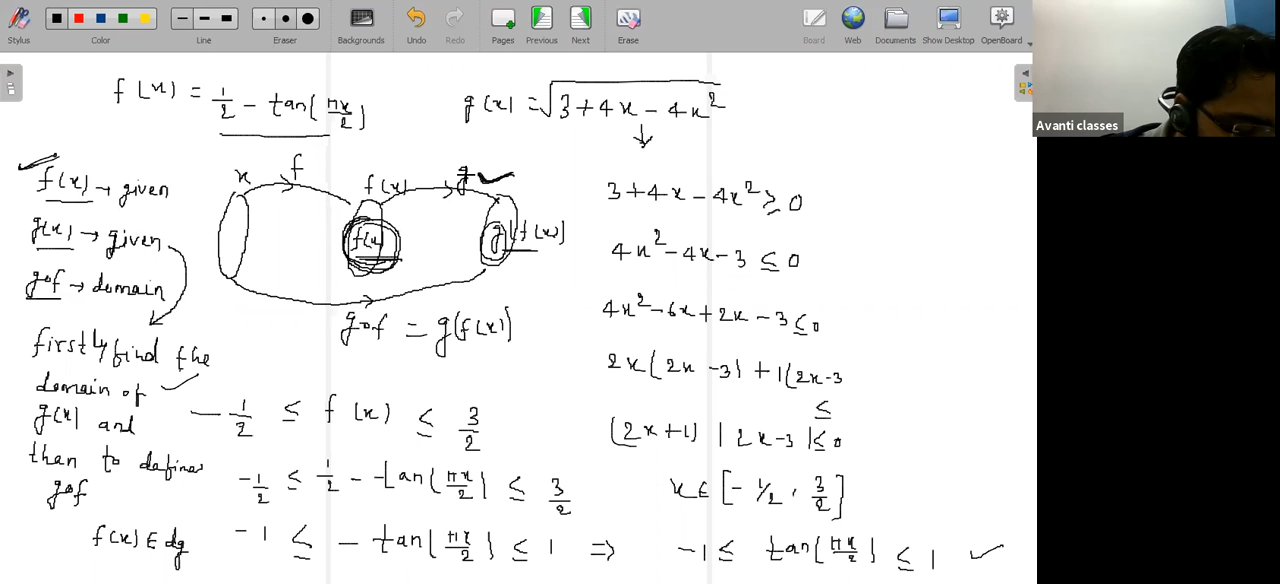 Stylus Color Line Eraser Backgrounds Undo Redo Pages Previous Next Erase Board Web Documents Show Desktop OpenBoard
Avanti classes
f(x) = 1/2 - tan(πx/2)
g(x) = √3+4x-4x²
f(x) → given
g(x) → given
gof → domain
firstly find the
domain of
g(x) and
than to defines
gof
f(x) ∈ dg
x f f(x) g
f(x) g(f(x))
gof = g(f(x))
-1/2 ≤ f(x) ≤ 3/2
-1/2 ≤ 1/2 - tan(πx/2) ≤ 3/2
-1 ≤ - tan(πx/2) ≤ 1 ⇒ -1 ≤ tan(πx/2) ≤ 1
3+4x-4x² ≥ 0
4x²-4x-3 ≤ 0
4x²-6x+2x-3 ≤ 0
2x(2x-3)+1(2x-3
≤
(2x+1)(2x-3) ≤ 0
x ∈ [-1/2, 3/2]